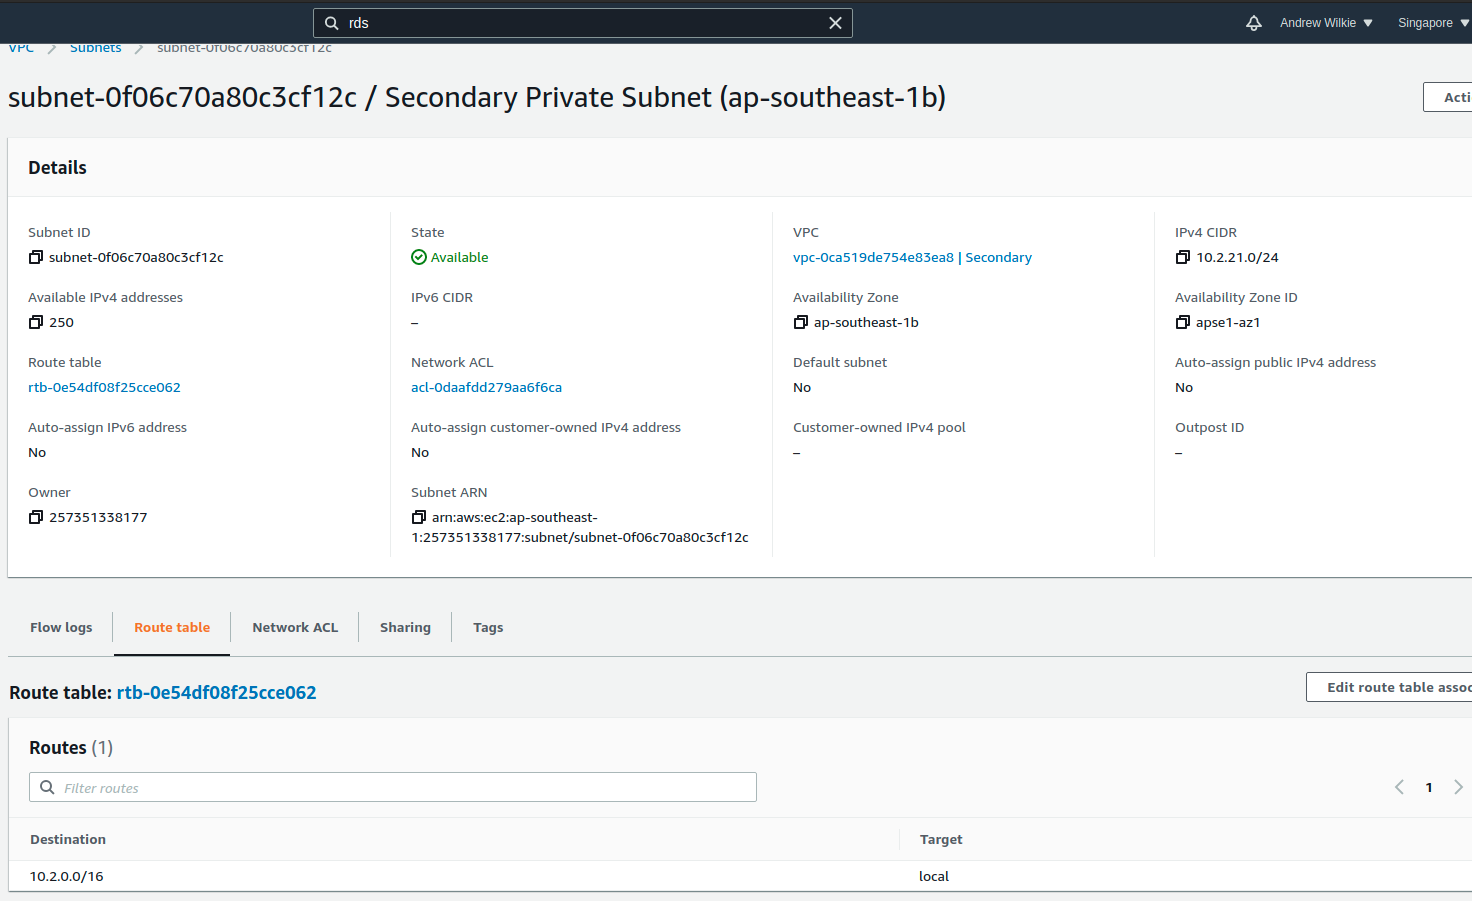 rds
Andrew Wilkie
Singapore
VPC
Subnets
subnet-0f06c70a80c3cf12c
subnet-0f06c70a80c3cf12c / Secondary Private Subnet (ap-southeast-1b)
Acti
Details
Subnet ID
subnet-0f06c70a80c3cf12c
State
Available
VPC
vpc-0ca519de754e83ea8 | Secondary
IPv4 CIDR
10.2.21.0/24
Available IPv4 addresses
250
IPv6 CIDR
–
Availability Zone
ap-southeast-1b
Availability Zone ID
apse1-az1
Route table
rtb-0e54df08f25cce062
Network ACL
acl-0daafdd279aa6f6ca
Default subnet
No
Auto-assign public IPv4 address
No
Auto-assign IPv6 address
No
Auto-assign customer-owned IPv4 address
No
Customer-owned IPv4 pool
–
Outpost ID
–
Owner
257351338177
Subnet ARN
arn:aws:ec2:ap-southeast-
1:257351338177:subnet/subnet-0f06c70a80c3cf12c
Flow logs
Route table
Network ACL
Sharing
Tags
Route table: rtb-0e54df08f25cce062
Edit route table assoc
Routes (1)
Filter routes
1
Destination
Target
10.2.0.0/16
local